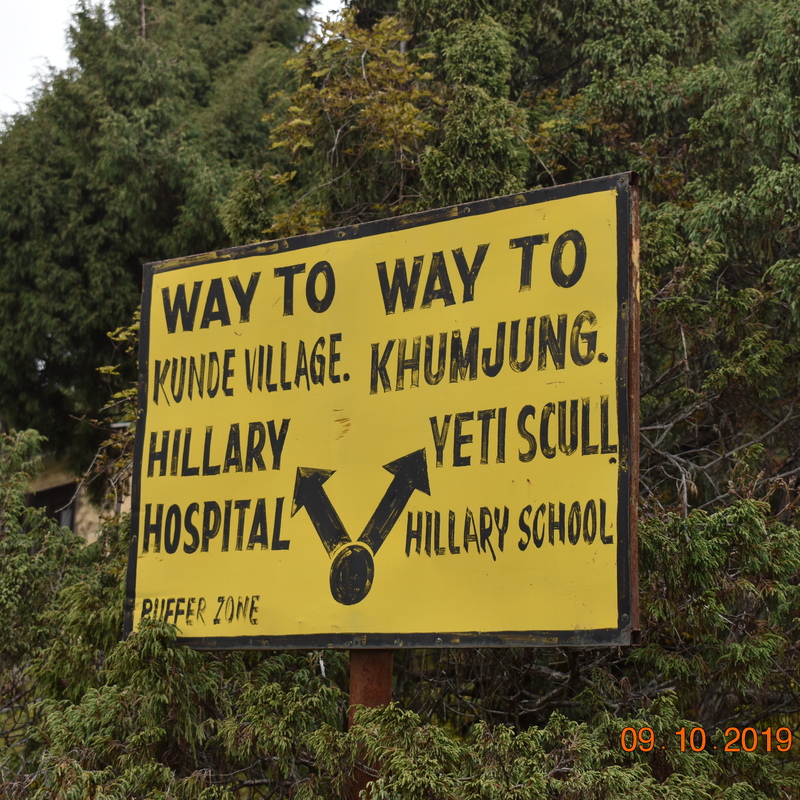 WAY TO
KUNDE VILLAGE.
HILLARY
HOSPITAL
BUFFER ZONE
WAY TO
KHUMJUNG.
YETI SCULL
HILLARY SCHOOL
09.10.2019